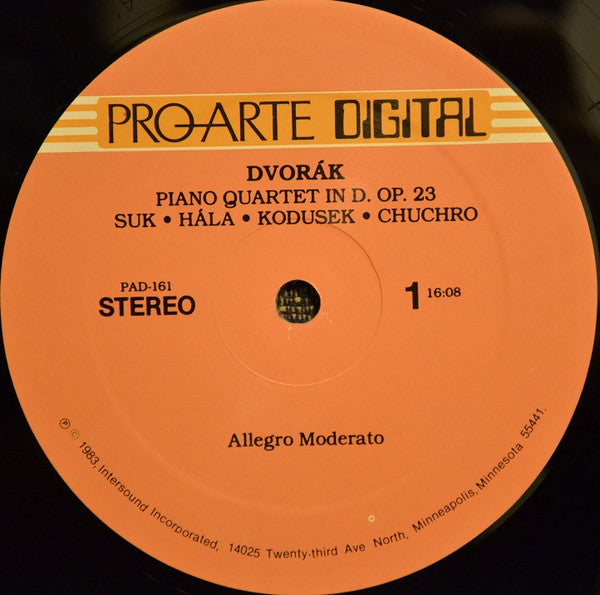 PRO-ARTE DIGITAL
DVORÁK
PIANO QUARTET IN D. OP. 23
SUK • HÁLA • KODUSEK • CHUCHRO
PAD-161
STEREO
1 16:08
Allegro Moderato
℗ © 1983, Intersound Incorporated, 14025 Twenty-third Ave North, Minneapolis, Minnesota 55441.